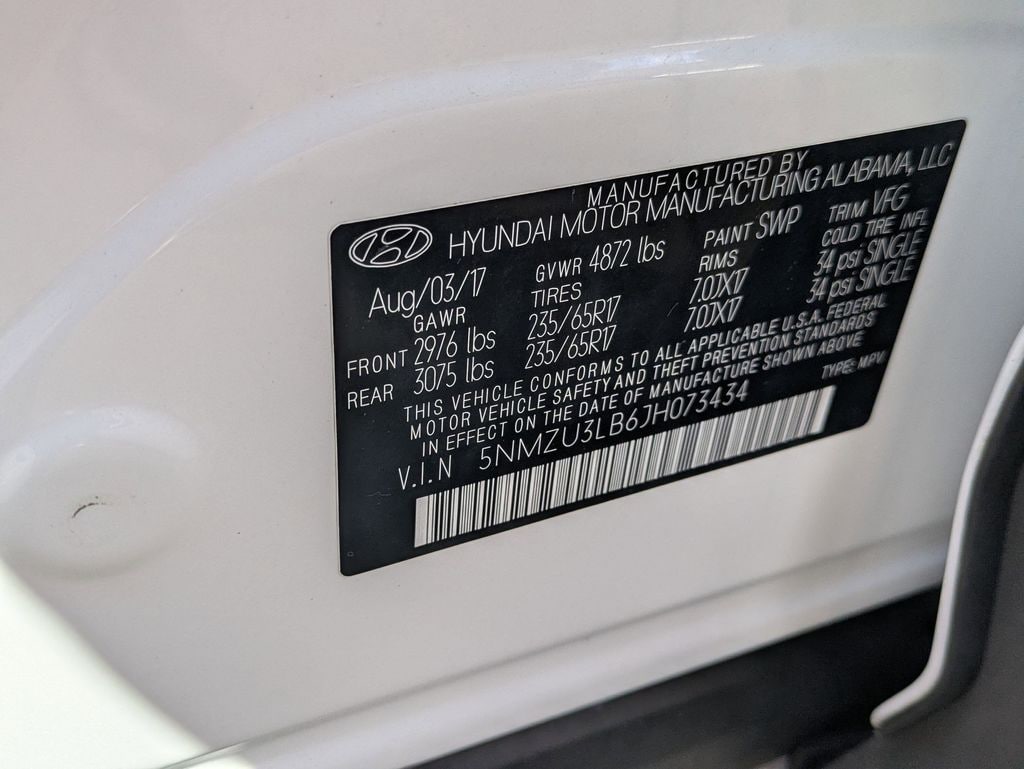 MANUFACTURED BY
HYUNDAI MOTOR MANUFACTURING ALABAMA, LLC
Aug/03/17 GVWR 4872 lbs PAINT SWP TRIM VFG
GAWR TIRES RIMS COLD TIRE INFL
FRONT 2976 lbs 235/65R17 7.0JX17 34 psi SINGLE
REAR 3075 lbs 235/65R17 7.0JX17 34 psi SINGLE
THIS VEHICLE CONFORMS TO ALL APPLICABLE U.S.A. FEDERAL
MOTOR VEHICLE SAFETY AND THEFT PREVENTION STANDARDS
IN EFFECT ON THE DATE OF MANUFACTURE SHOWN ABOVE
V.I.N 5NMZU3LB6JH073434 TYPE: MPV